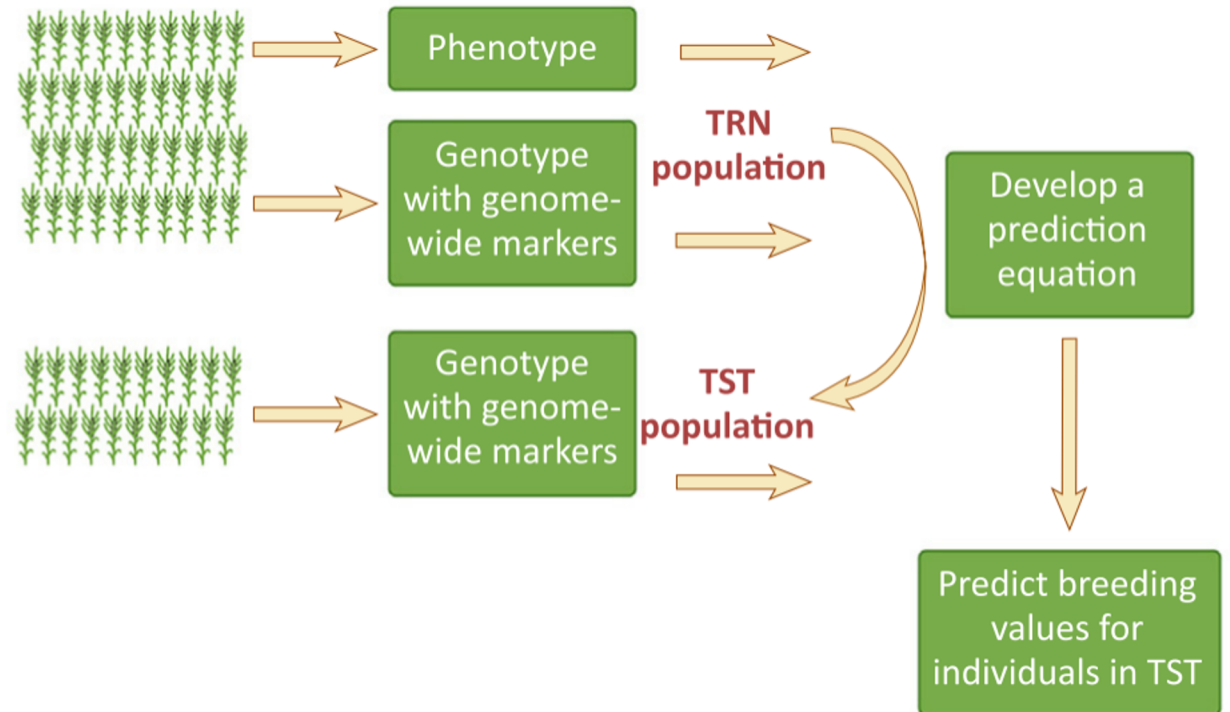 Phenotype
TRN
population
Genotype
with genome-
wide markers
Develop a
prediction
equation
Genotype
with genome-
wide markers
TST
population
Predict breeding
values for
individuals in TST